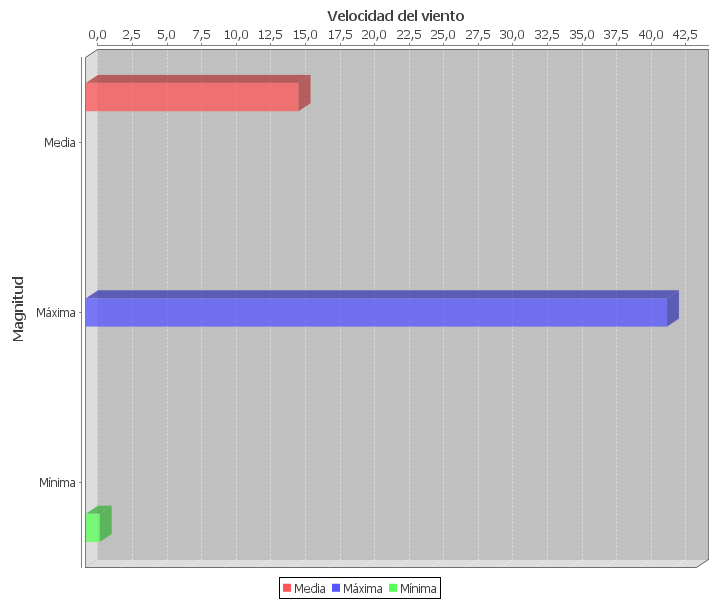 Velocidad del viento
0,0 2,5 5,0 7,5 10,0 12,5 15,0 17,5 20,0 22,5 25,0 27,5 30,0 32,5 35,0 37,5 40,0 42,5
Magnitud
Media
Máxima
Mínima
Media Máxima Mínima